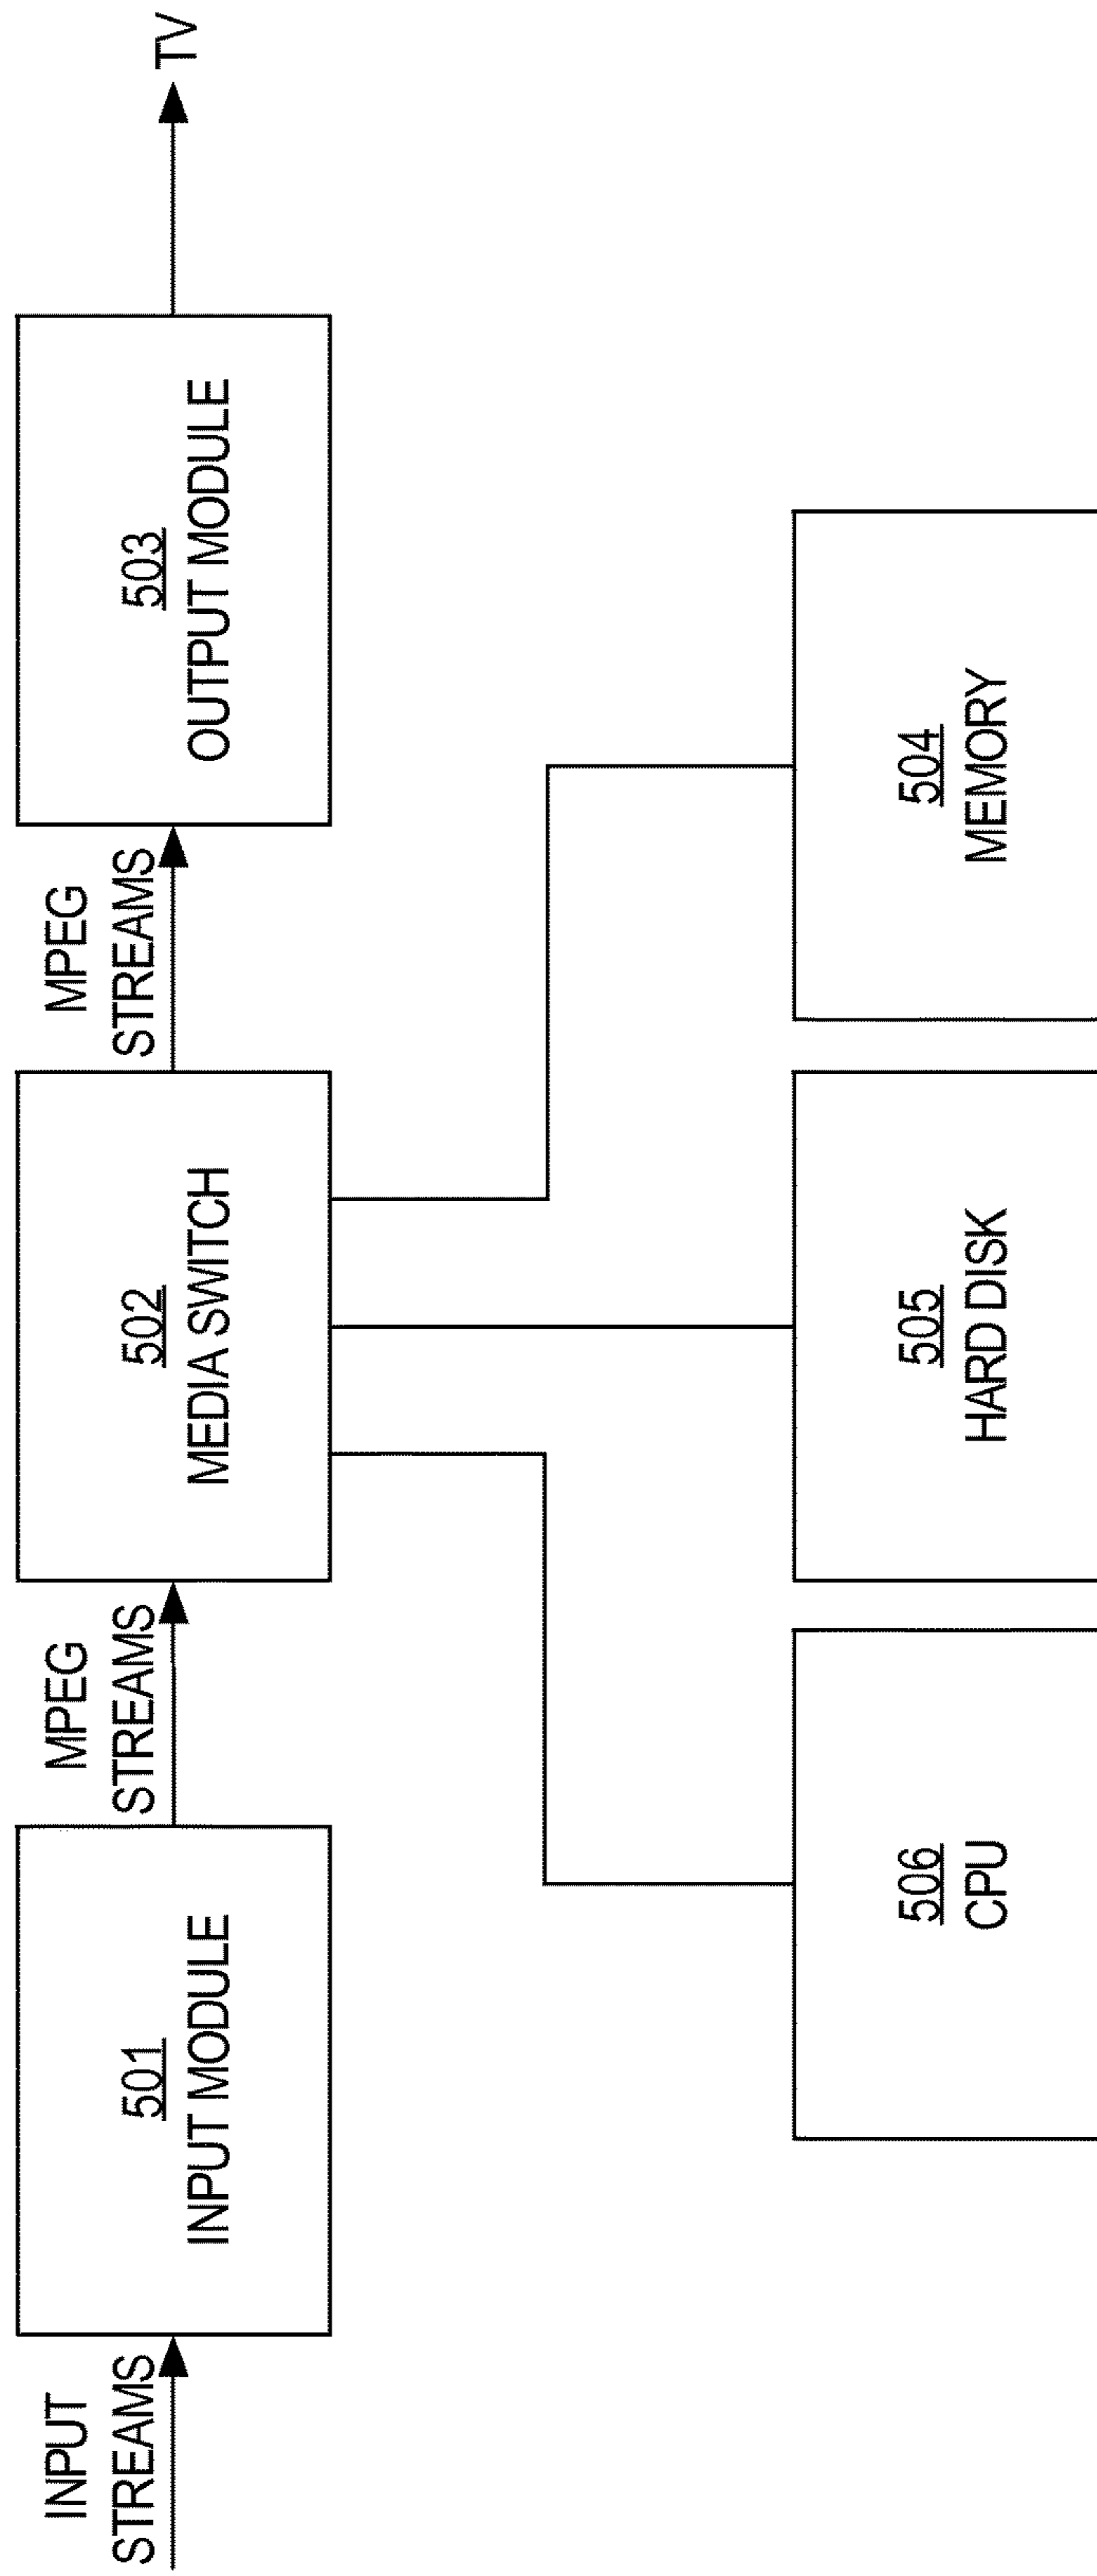 INPUT
STREAMS
501
INPUT MODULE
MPEG
STREAMS
502
MEDIA SWITCH
MPEG
STREAMS
503
OUTPUT MODULE
TV
506
CPU
505
HARD DISK
504
MEMORY